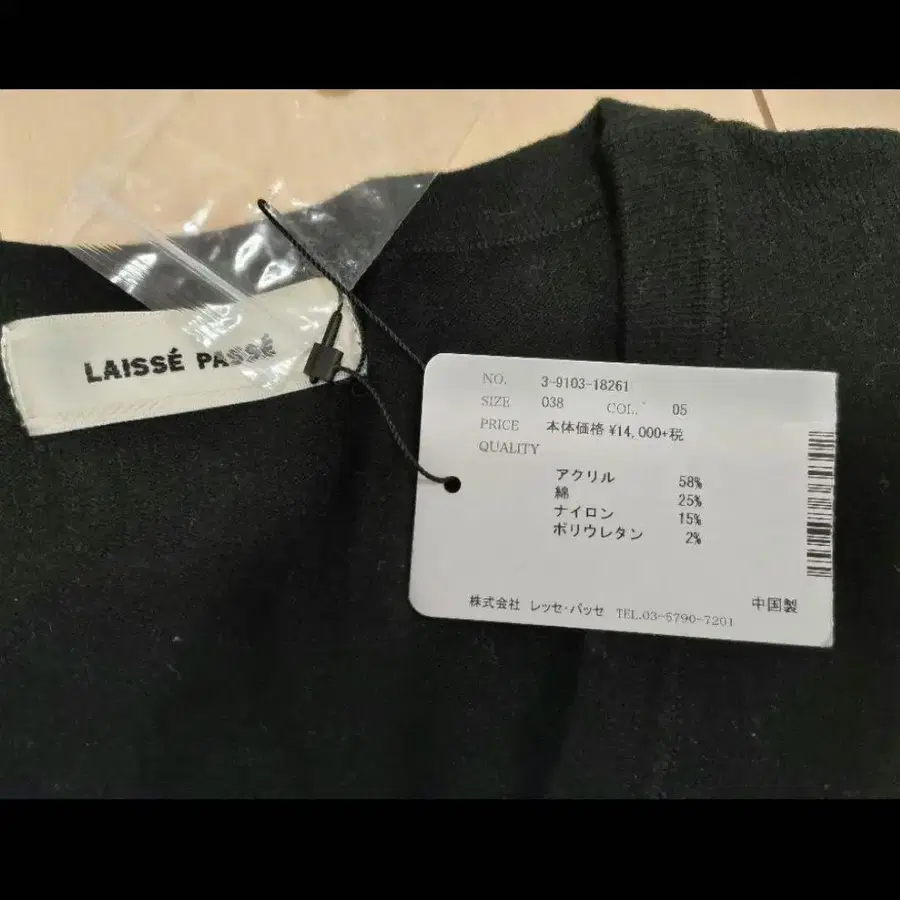 LAISSÉ PASSÉ
NO. 3-9103-18261
SIZE 038 COL. 05
PRICE 本体価格 ¥14,000+税
QUALITY
アクリル 58%
綿 25%
ナイロン 15%
ポリウレタン 2%
株式会社 レッセ・パッセ TEL.03-5790-7201
中国製